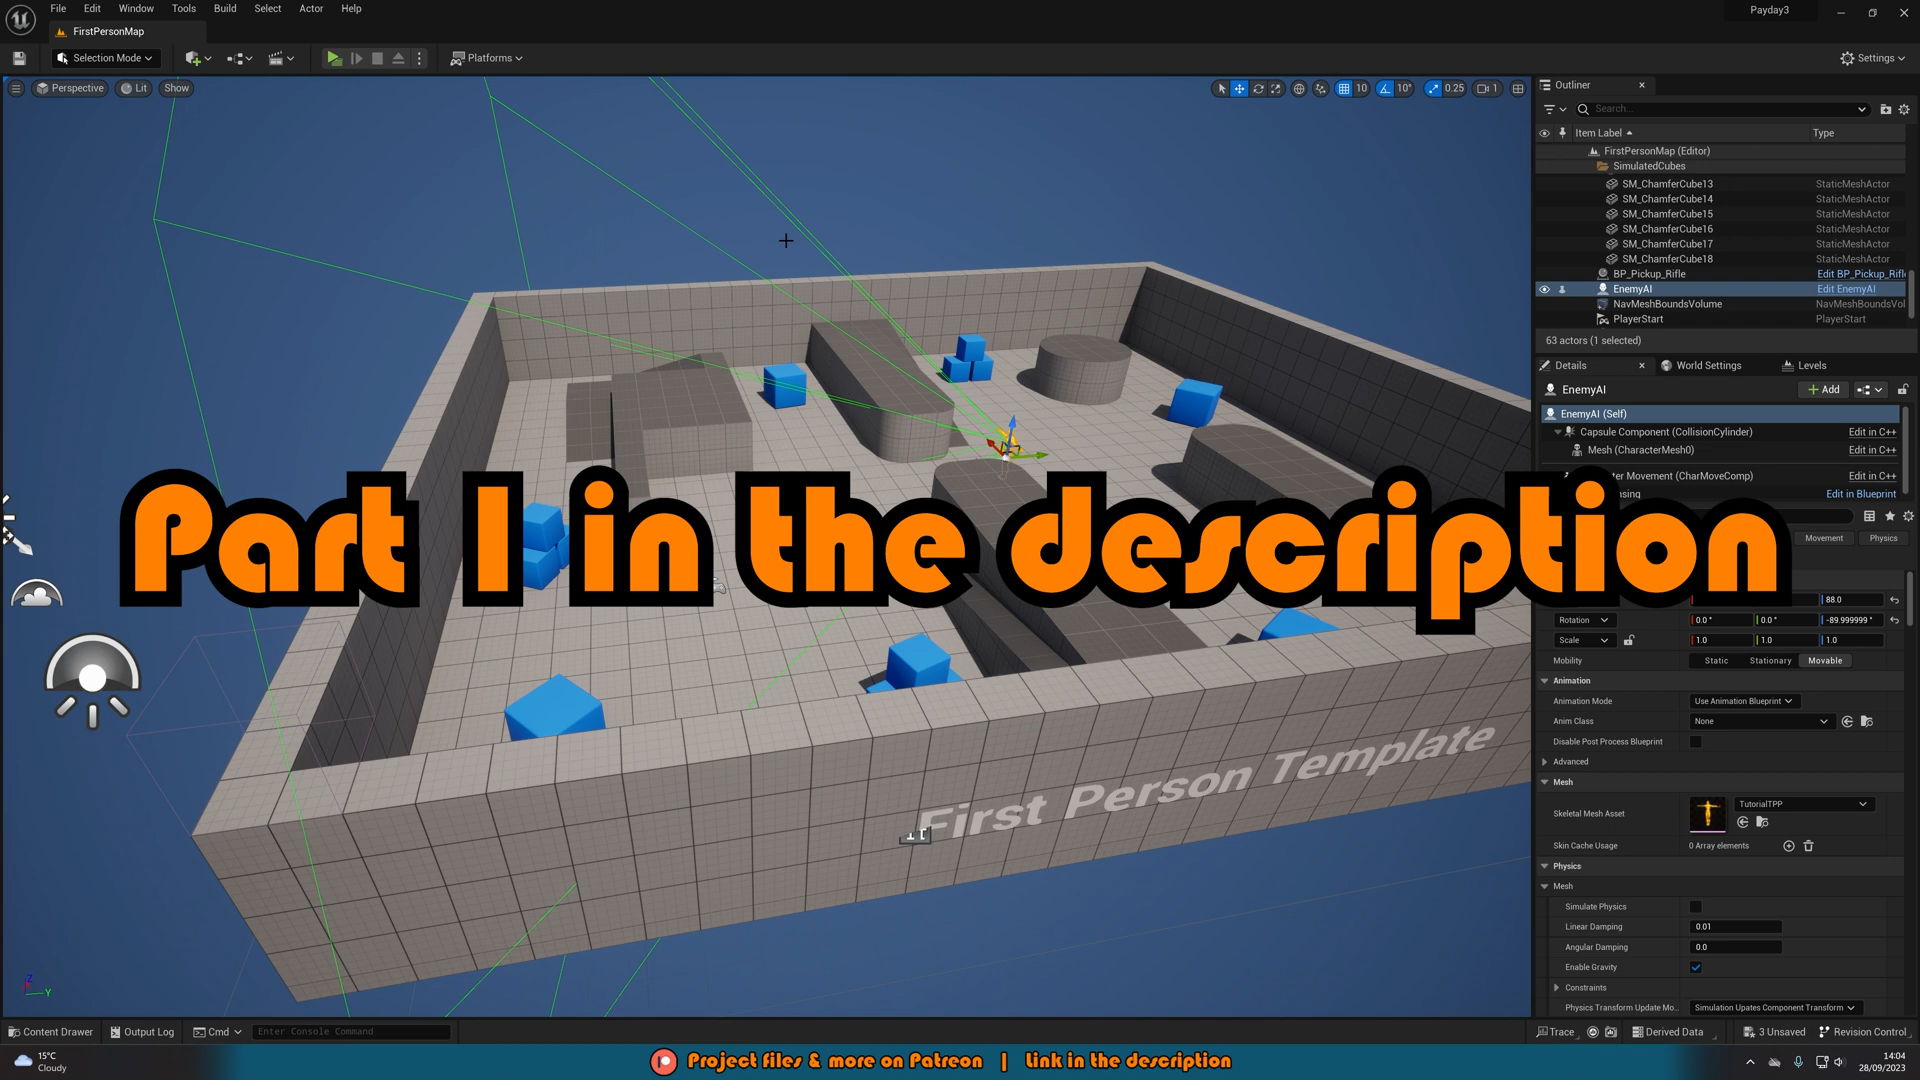 File Edit Window Tools Build Select Actor Help
Payday3
FirstPersonMap
Selection Mode
Platforms
Settings
Perspective Lit Show
10 10° 0.25 1
Outliner
Search...
Item Label Type
FirstPersonMap (Editor)
SimulatedCubes
SM_ChamferCube13 StaticMeshActor
SM_ChamferCube14 StaticMeshActor
SM_ChamferCube15 StaticMeshActor
SM_ChamferCube16 StaticMeshActor
SM_ChamferCube17 StaticMeshActor
SM_ChamferCube18 StaticMeshActor
BP_Pickup_Rifle Edit BP_Pickup_Rifl
EnemyAI Edit EnemyAI
NavMeshBoundsVolume NavMeshBoundsVol
PlayerStart PlayerStart
63 actors (1 selected)
Details World Settings Levels
EnemyAI
Add
EnemyAI (Self)
Capsule Component (CollisionCylinder) Edit in C++
Mesh (CharacterMesh0) Edit in C++
ter Movement (CharMoveComp) Edit in C++
nsing Edit in Blueprint
Part 1 in the description
Movement Physics
88.0
Rotation 0.0° 0.0° -89.999999°
Scale 1.0 1.0 1.0
Mobility Static Stationary Movable
Animation
Animation Mode Use Animation Blueprint
Anim Class None
Disable Post Process Blueprint
Advanced
Mesh
Skeletal Mesh Asset TutorialTPP
Skin Cache Usage 0 Array elements
Physics
Mesh
Simulate Physics
Linear Damping 0.01
Angular Damping 0.0
Enable Gravity
Constraints
Physics Transform Update Mo... Simulation Upates Component Transform
First Person Template
Z
Y
Content Drawer Output Log Cmd Enter Console Command
Trace Derived Data 3 Unsaved Revision Control
15°C
Cloudy
Project files & more on Patreon | Link in the description
14:04
28/09/2023